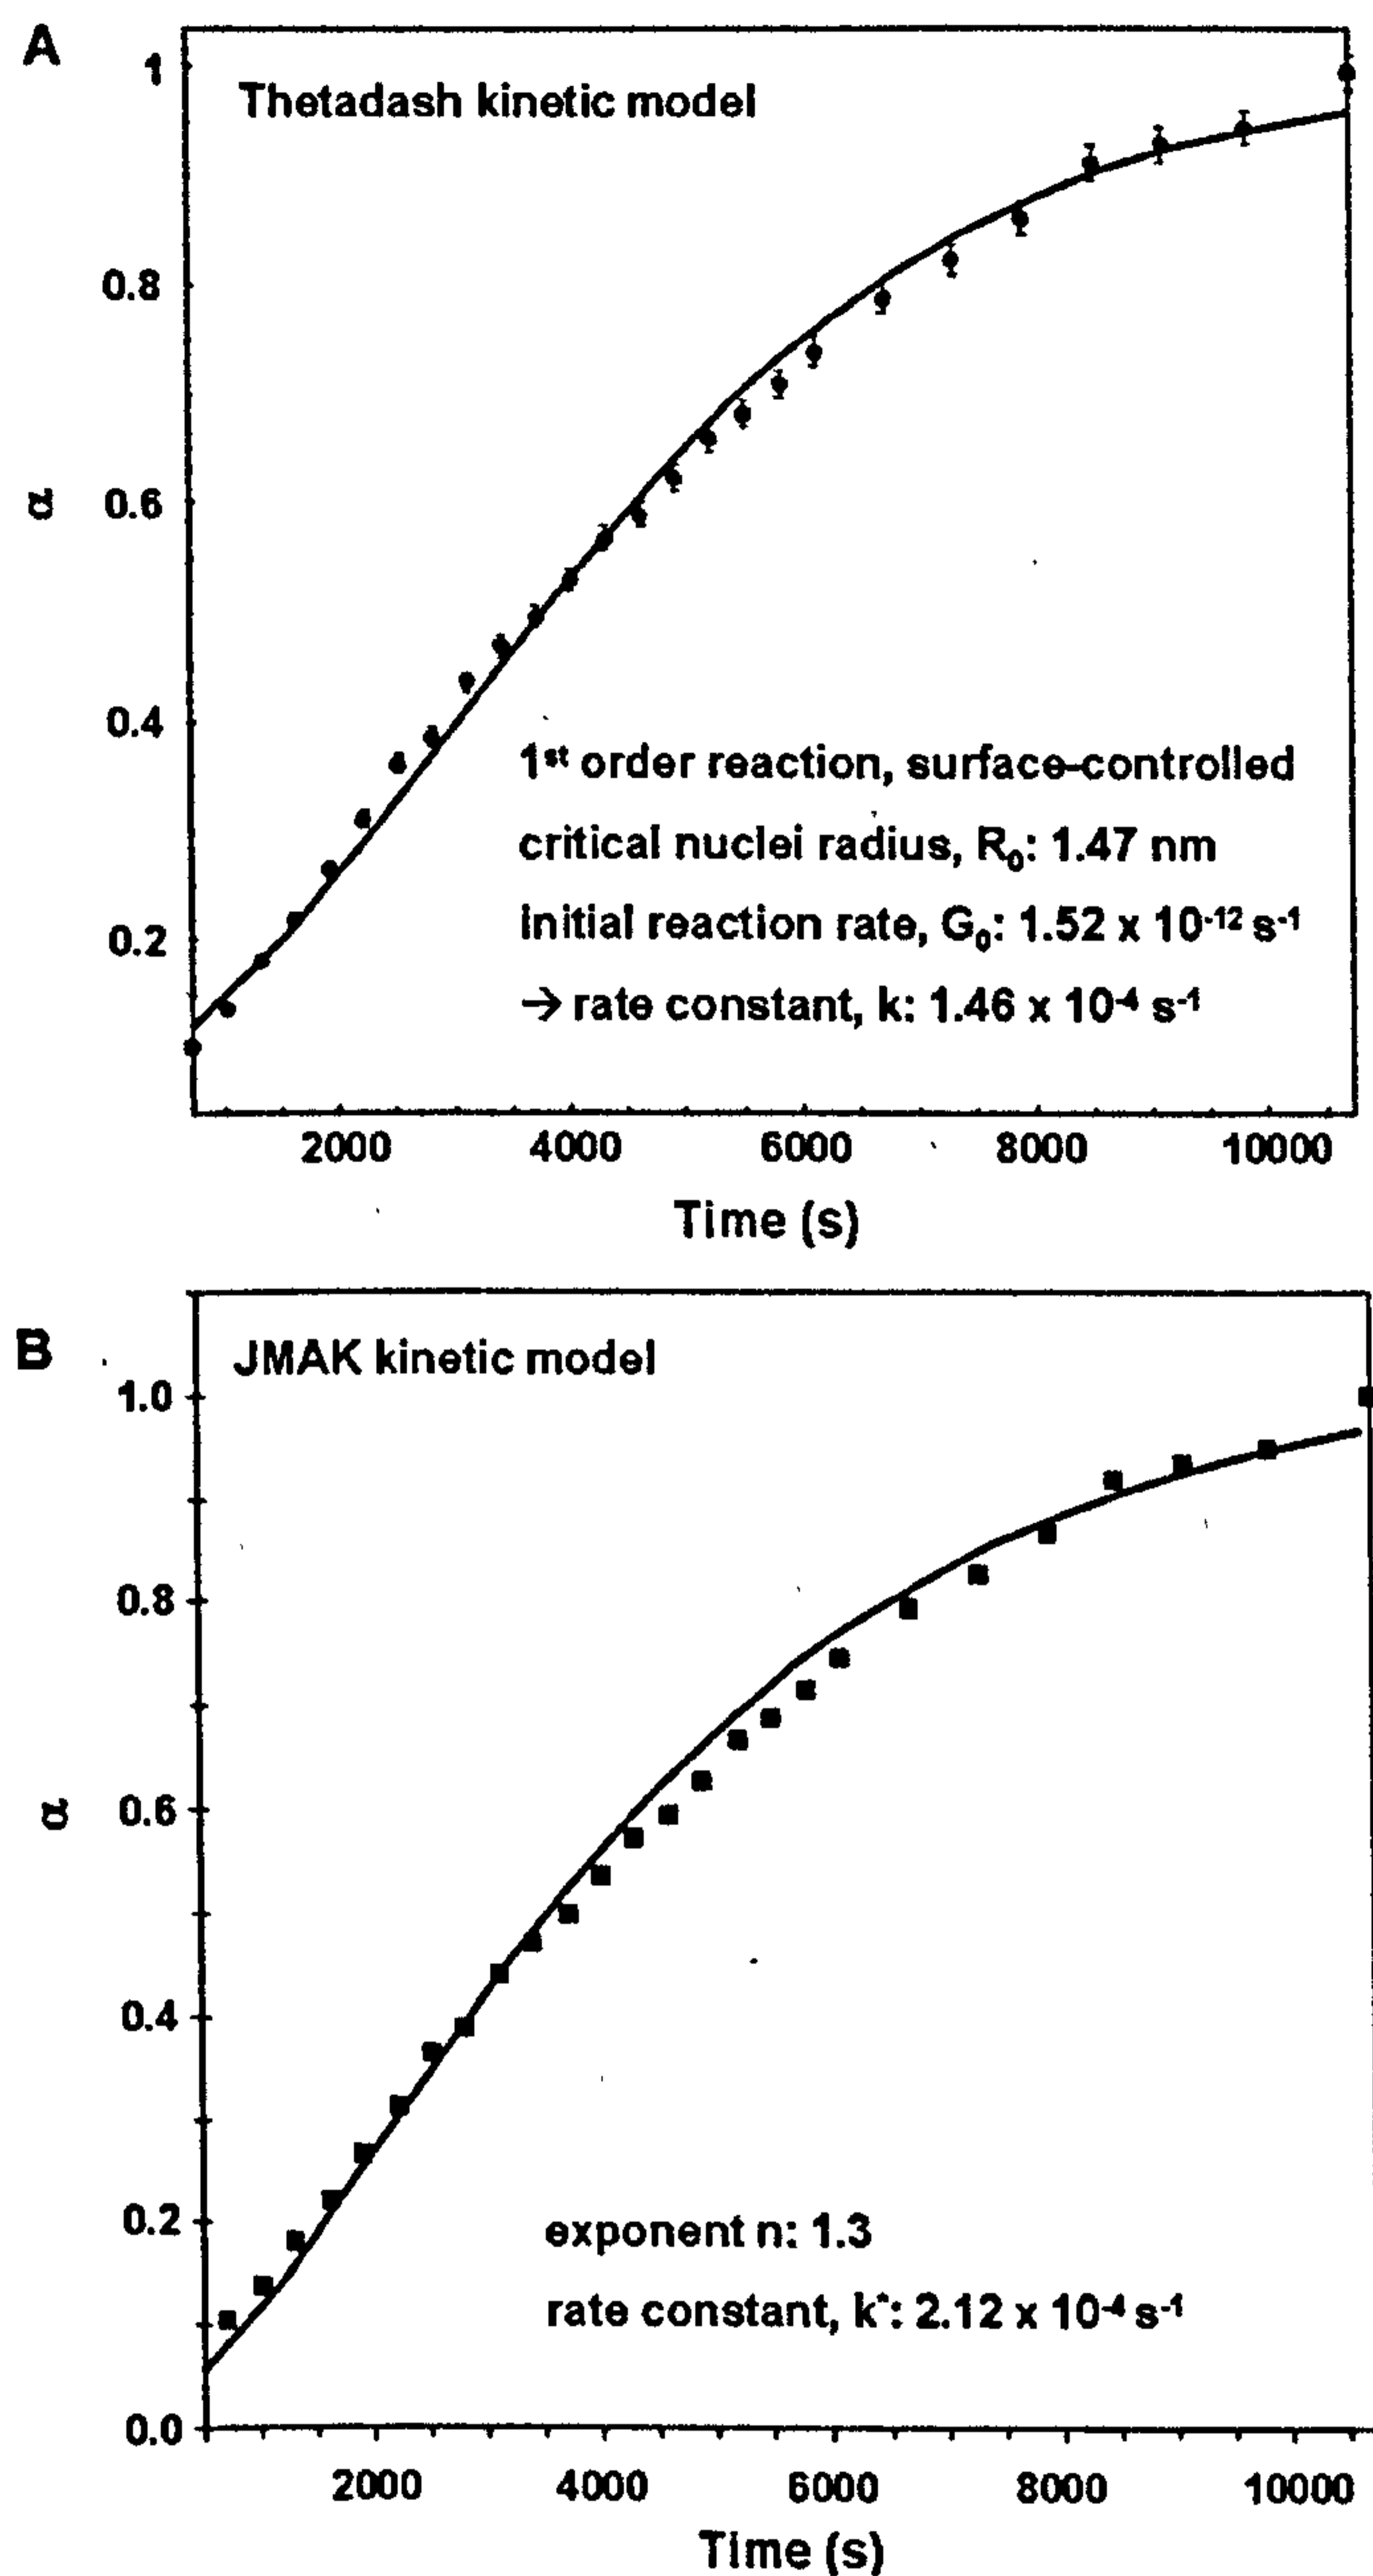 A
Thetadash kinetic model
1
0.8
0.6
0.4
0.2
α
1st order reaction, surface-controlled
critical nuclei radius, R₀: 1.47 nm
initial reaction rate, G₀: 1.52 x 10⁻¹² s⁻¹
→ rate constant, k: 1.46 x 10⁻⁴ s⁻¹
2000 4000 6000 8000 10000
Time (s)
B
JMAK kinetic model
1.0
0.8
0.6
0.4
0.2
0.0
α
exponent n: 1.3
rate constant, k*: 2.12 x 10⁻⁴ s⁻¹
2000 4000 6000 8000 10000
Time (s)